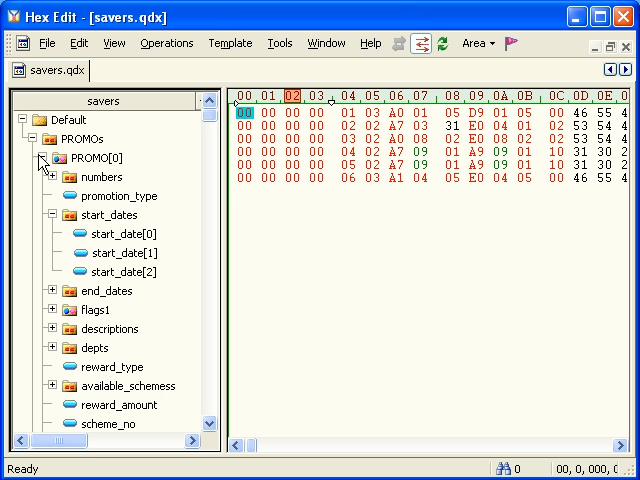 Hex Edit - [savers.qdx]
File Edit View Operations Template Tools Window Help Area
savers.qdx
savers
Default
PROMOs
PROMO[0]
numbers
promotion_type
start_dates
start_date[0]
start_date[1]
start_date[2]
end_dates
flags1
descriptions
depts
reward_type
available_schemess
reward_amount
scheme_no
00 01 02 03 04 05 06 07 08 09 0A 0B 0C 0D 0E 0
00 00 00 00 01 03 A0 01 05 D9 01 05 00 46 55 4
00 00 00 00 02 02 A7 03 31 E0 04 01 02 53 54 4
00 00 00 00 03 02 A0 08 02 E0 08 02 02 53 54 4
00 00 00 00 04 02 A7 09 01 A9 09 01 10 31 30 2
00 00 00 00 05 02 A7 09 01 A9 09 01 10 31 30 2
00 00 00 00 06 03 A1 04 05 E0 04 05 00 46 55 4
Ready 0 00, 0, 000, (